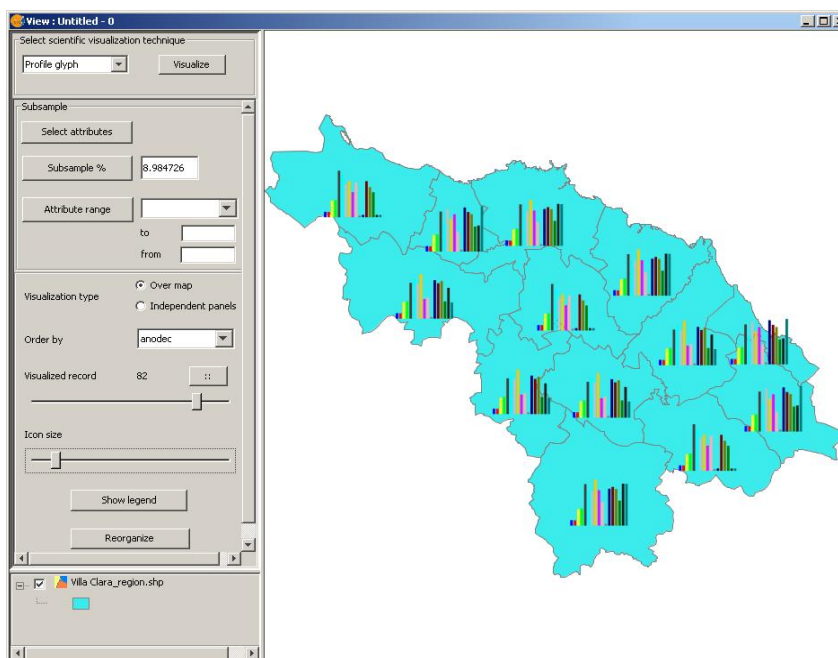 View : Untitled - 0
Select scientific visualization technique
Profile glyph
Visualize
Subsample
Select attributes
Subsample %
8.984726
Attribute range
to
from
Visualization type
Over map
Independent panels
Order by
anodec
Visualized record
82
::
Icon size
Show legend
Reorganize
Villa Clara_region.shp